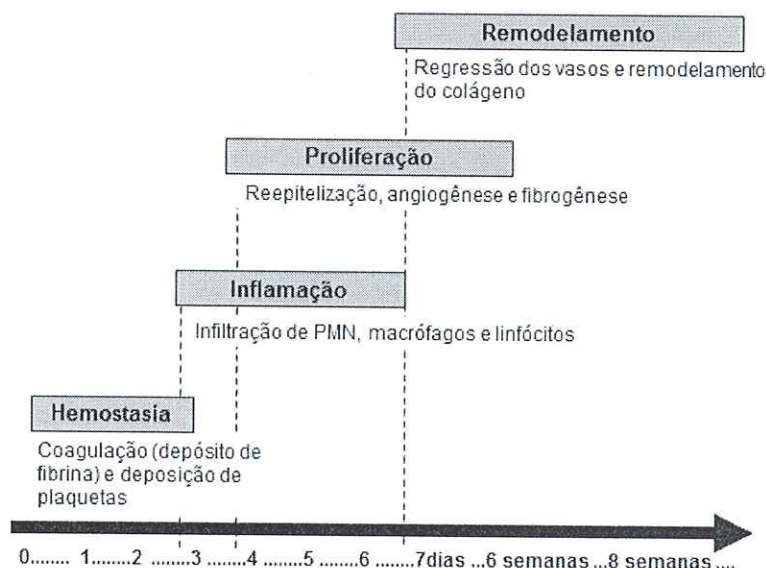 Remodelamento
Regressão dos vasos e remodelamento
do colágeno
Proliferação
Reepitelização, angiogênese e fibrogênese
Inflamação
Infiltração de PMN, macrófagos e linfócitos
Hemostasia
Coagulação (depósito de
fibrina) e deposição de
plaquetas
0........ 1........2 ........3 ........4 ........5 ........6 ........7dias ...6 semanas ...8 semanas ....